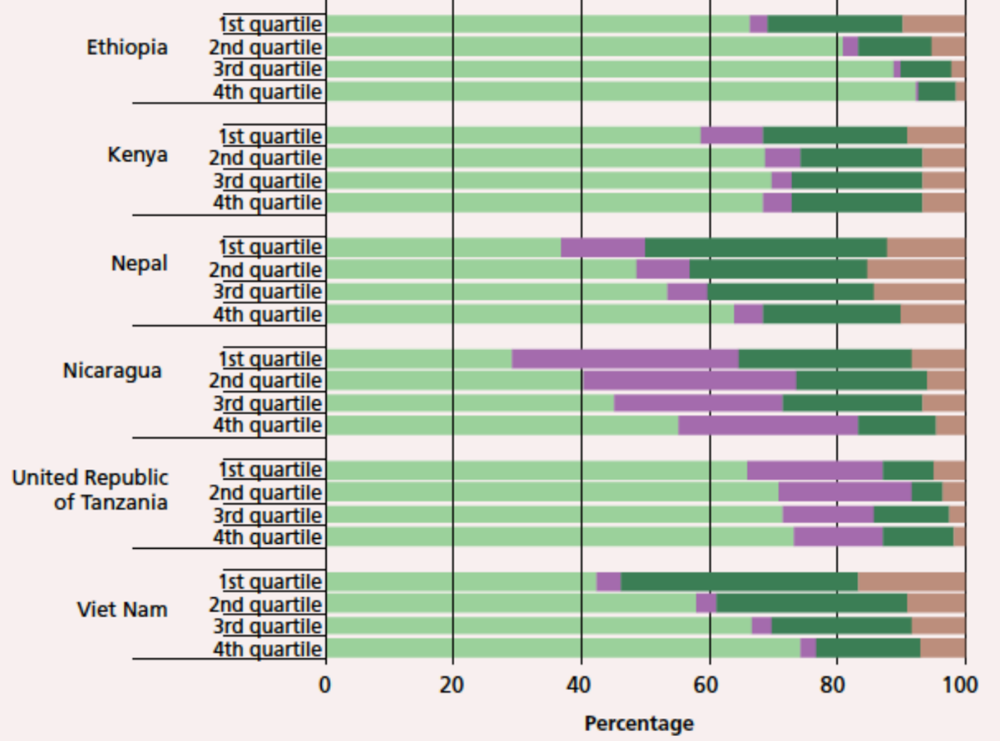 Ethiopia
1st quartile
2nd quartile
3rd quartile
4th quartile
Kenya
1st quartile
2nd quartile
3rd quartile
4th quartile
Nepal
1st quartile
2nd quartile
3rd quartile
4th quartile
Nicaragua
1st quartile
2nd quartile
3rd quartile
4th quartile
United Republic
of Tanzania
1st quartile
2nd quartile
3rd quartile
4th quartile
Viet Nam
1st quartile
2nd quartile
3rd quartile
4th quartile
0 20 40 60 80 100
Percentage